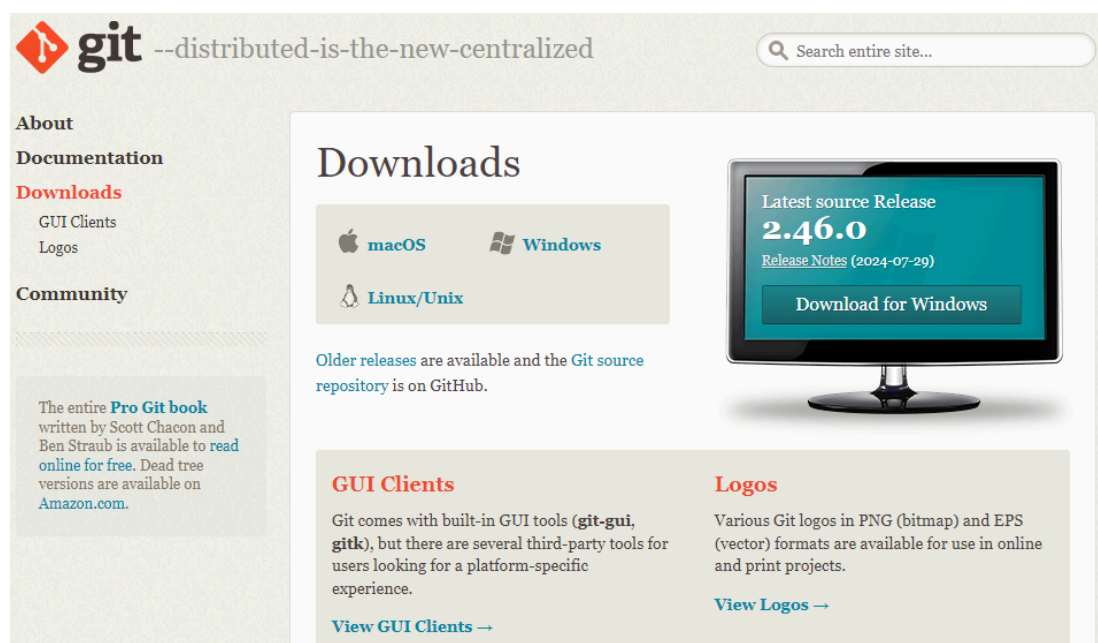 git --distributed-is-the-new-centralized
Search entire site...
About
Documentation
Downloads
GUI Clients
Logos
Community
The entire Pro Git book
written by Scott Chacon and
Ben Straub is available to read
online for free. Dead tree
versions are available on
Amazon.com.
Downloads
macOS
Windows
Linux/Unix
Older releases are available and the Git source
repository is on GitHub.
Latest source Release
2.46.0
Release Notes (2024-07-29)
Download for Windows
GUI Clients
Git comes with built-in GUI tools (git-gui,
gitk), but there are several third-party tools for
users looking for a platform-specific
experience.
View GUI Clients →
Logos
Various Git logos in PNG (bitmap) and EPS
(vector) formats are available for use in online
and print projects.
View Logos →